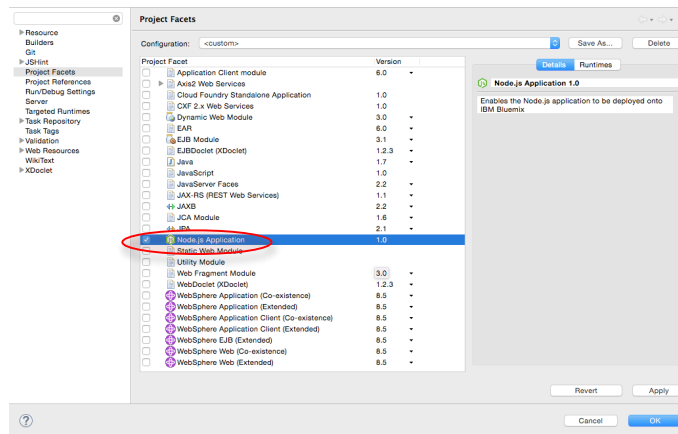 Project Facets
Resource
Builders
Git
JSHint
Project Facets
Project References
Run/Debug Settings
Server
Targeted Runtimes
Task Repository
Task Tags
Validation
Web Resources
WikiText
XDoclet
Configuration: <custom> Save As... Delete
Project Facet Version
Application Client module 6.0
Axis2 Web Services
Cloud Foundry Standalone Application 1.0
CXF 2.x Web Services 1.0
Dynamic Web Module 3.0
EAR 6.0
EJB Module 3.1
EJBDoclet (XDoclet) 1.2.3
Java 1.7
JavaScript 1.0
JavaServer Faces 2.2
JAX-RS (REST Web Services) 1.1
JAXB 2.2
JCA Module 1.6
JPA 2.1
Node.js Application 1.0
Static Web Module
Utility Module
Web Fragment Module 3.0
WebDoclet (XDoclet) 1.2.3
WebSphere Application (Co-existence) 8.5
WebSphere Application (Extended) 8.5
WebSphere Application Client (Co-existence) 8.5
WebSphere Application Client (Extended) 8.5
WebSphere EJB (Extended) 8.5
WebSphere Web (Co-existence) 8.5
WebSphere Web (Extended) 8.5
Details Runtimes
Node.js Application 1.0
Enables the Node.js application to be deployed onto
IBM Bluemix
Revert Apply
? Cancel OK